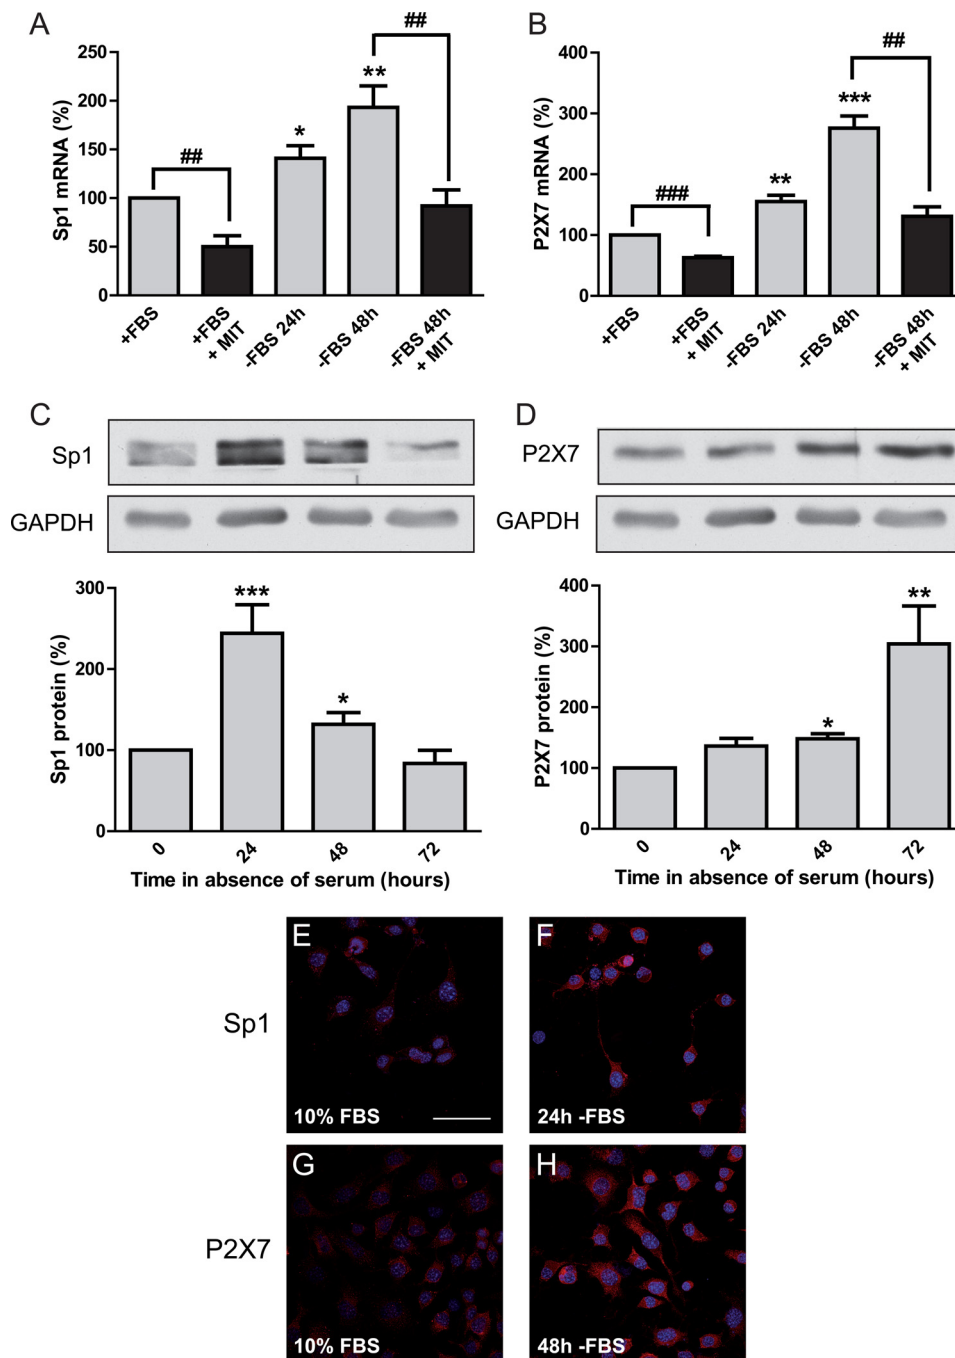 A
Sp1 mRNA (%)
250
200
150
100
50
0
##
*
**
##
+FBS
+FBS
+ MIT
-FBS 24h
-FBS 48h
-FBS 48h
+ MIT
B
P2X7 mRNA (%)
400
300
200
100
0
###
**
***
##
+FBS
+FBS
+ MIT
-FBS 24h
-FBS 48h
-FBS 48h
+ MIT
C
Sp1
GAPDH
Sp1 protein (%)
300
200
100
0
***
*
0
24
48
72
Time in absence of serum (hours)
D
P2X7
GAPDH
P2X7 protein (%)
400
300
200
100
0
*
**
0
24
48
72
Time in absence of serum (hours)
Sp1
E
10% FBS
F
24h -FBS
P2X7
G
10% FBS
H
48h -FBS